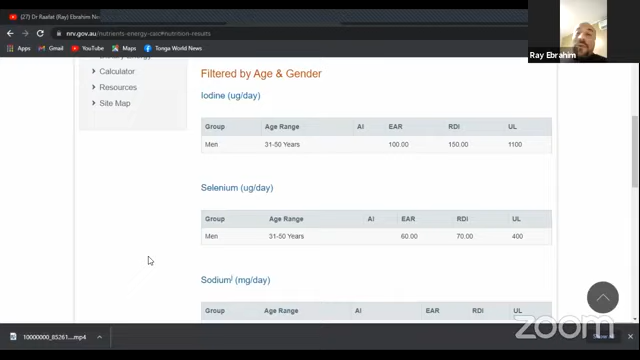 (27) Dr Raafat (Ray) Ebrahim
nrv.gov.au/nutrients-energy-calc#nutrition-results
Apps Gmail YouTube Maps Tonga World News
Ray Ebrahim
Calculator
Resources
Site Map
Filtered by Age & Gender
Iodine (ug/day)
Group Age Range AI EAR RDI UL
Men 31-50 Years 100.00 150.00 1100
Selenium (ug/day)
Group Age Range AI EAR RDI UL
Men 31-50 Years 60.00 70.00 400
Sodium (mg/day)
Group Age Range AI EAR RDI UL
zoom
10000000_85261....mp4
Show all